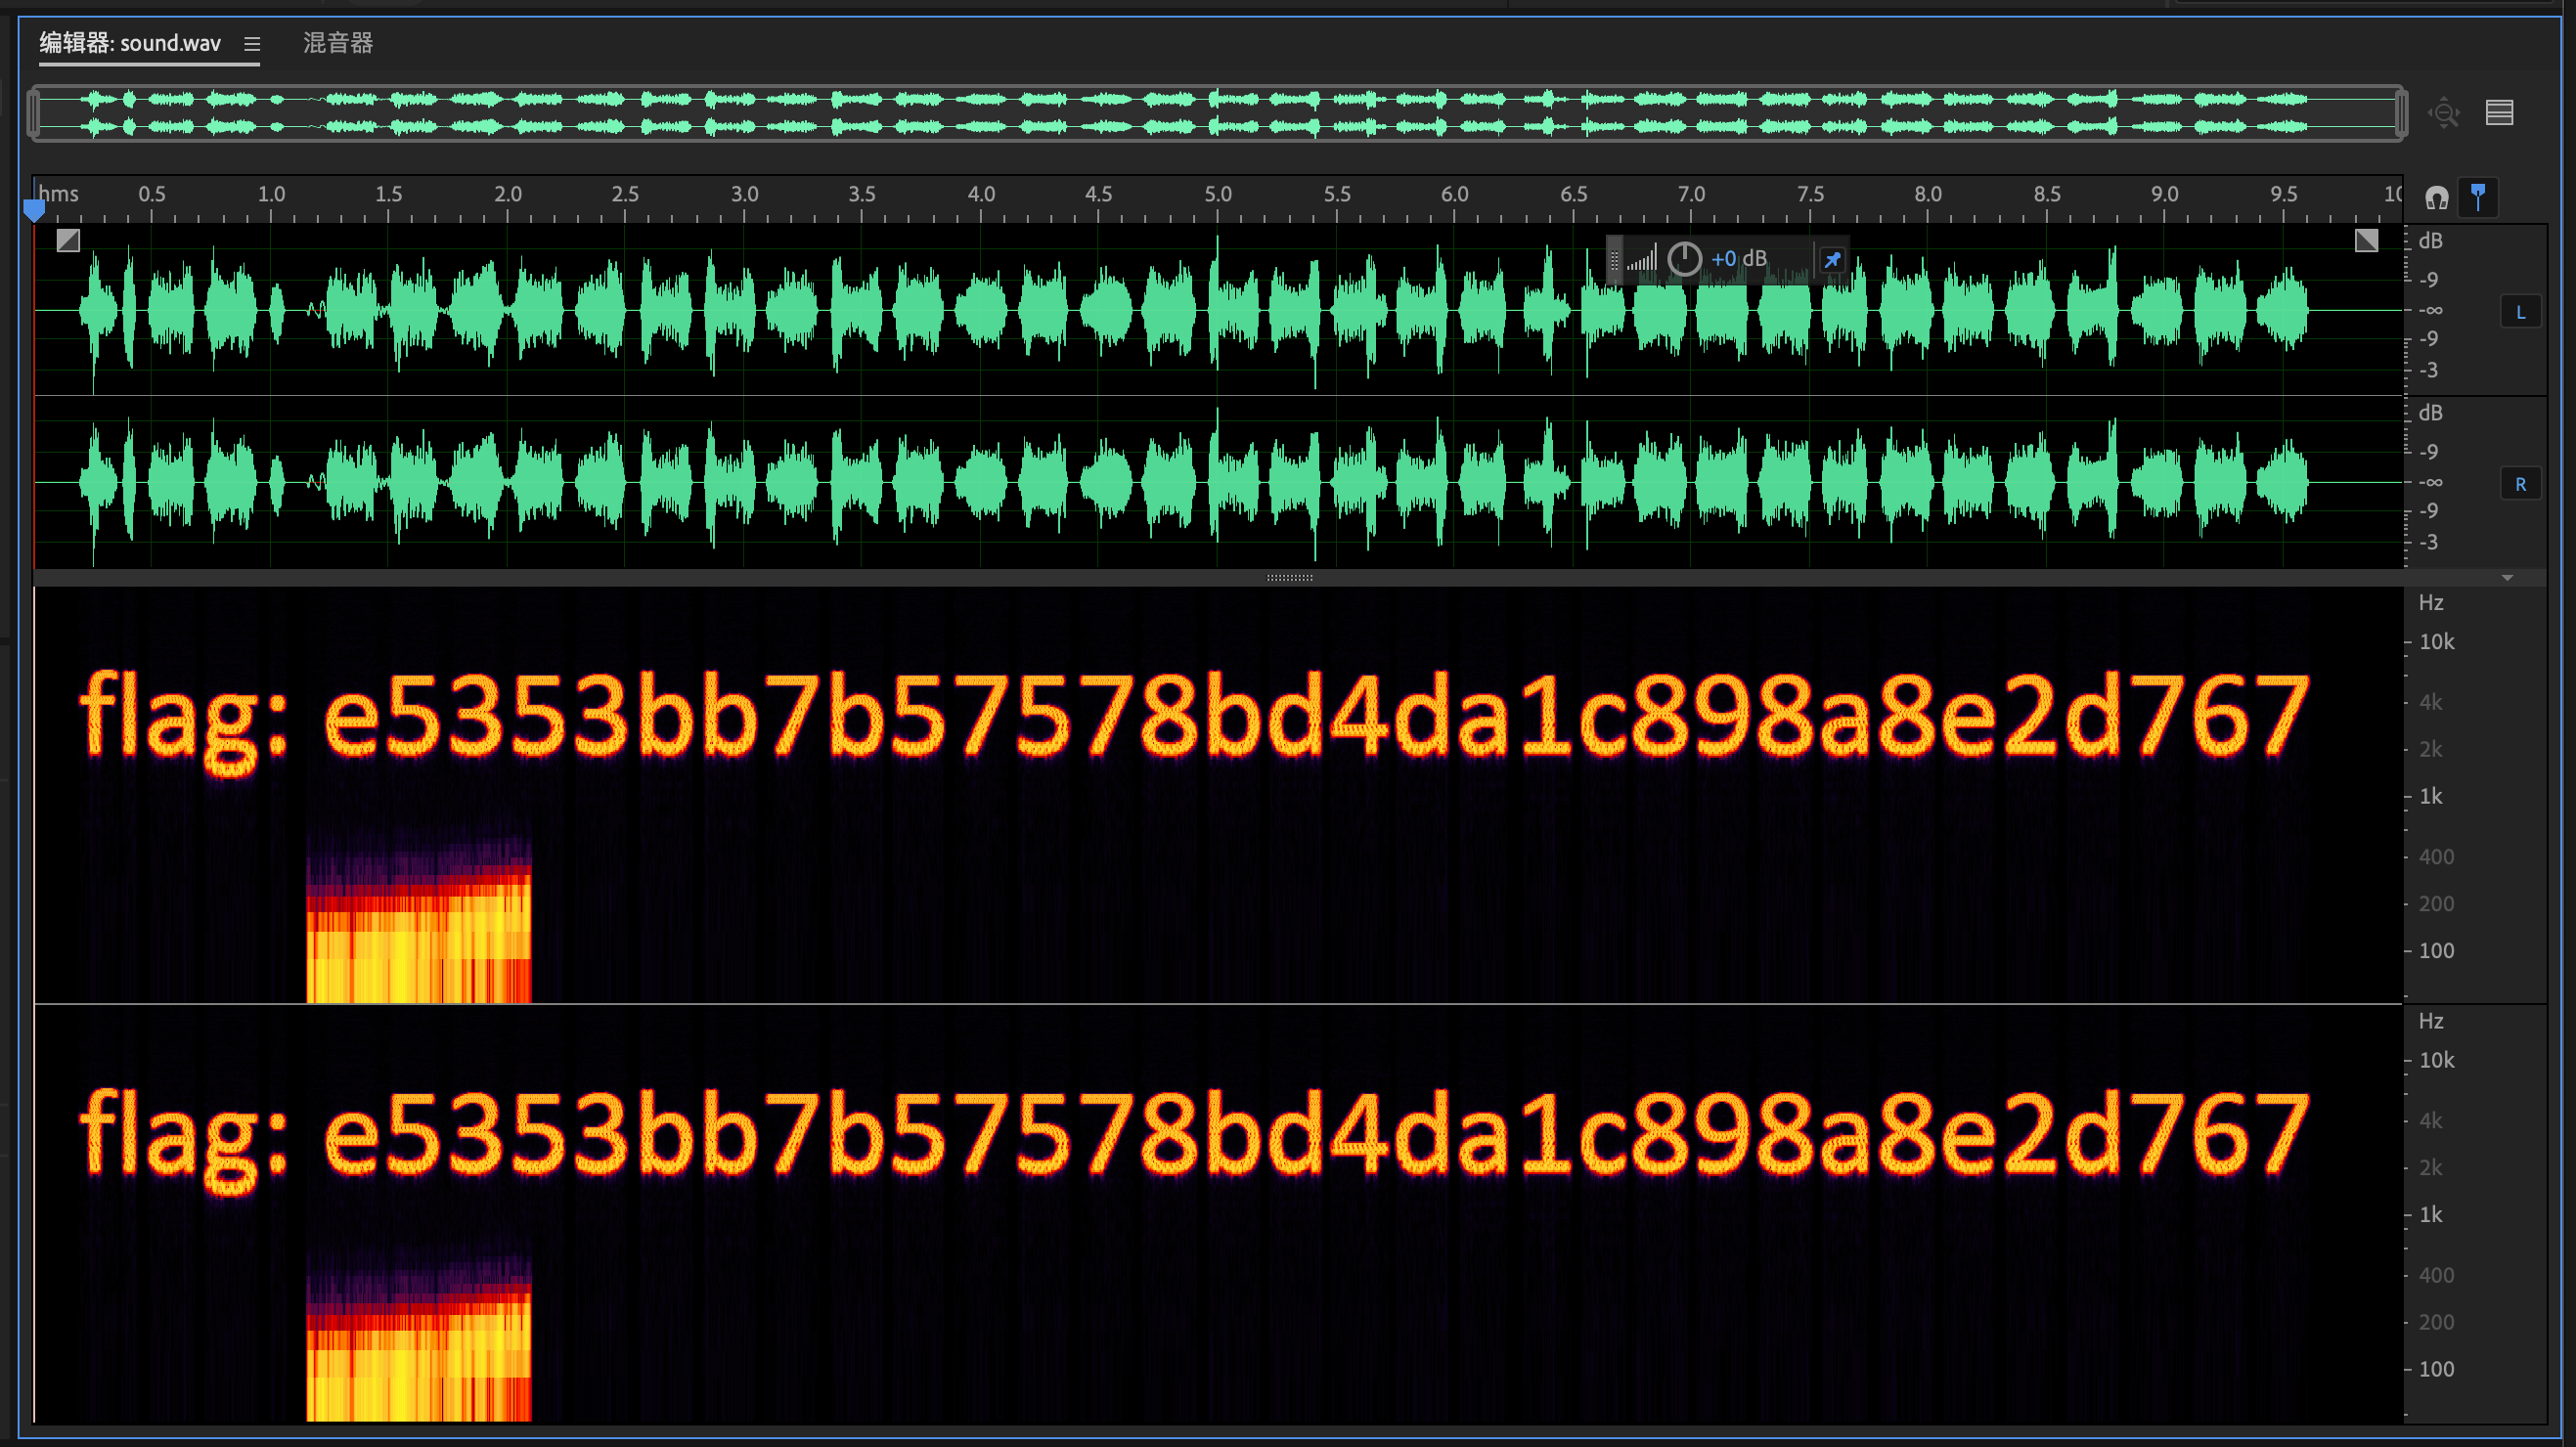 编辑器: sound.wav
混音器
hms 0.5 1.0 1.5 2.0 2.5 3.0 3.5 4.0 4.5 5.0 5.5 6.0 6.5 7.0 7.5 8.0 8.5 9.0 9.5 10
+0 dB
dB
-9
-∞
-9
-3
L
dB
-9
-∞
-9
-3
R
flag: e5353bb7b57578bd4da1c898a8e2d767
Hz
10k
4k
2k
1k
400
200
100
flag: e5353bb7b57578bd4da1c898a8e2d767
Hz
10k
4k
2k
1k
400
200
100